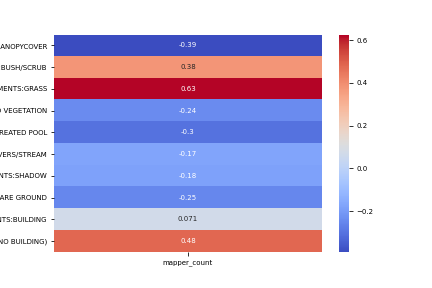 ANOPYCOVER -0.39
BUSH/SCRUB 0.38
MENTS:GRASS 0.63
D VEGETATION -0.24
REATED POOL -0.3
VERS/STREAM -0.17
NTS:SHADOW -0.18
ARE GROUND -0.25
NTS:BUILDING 0.071
NO BUILDING) 0.48
mapper_count
0.6
0.4
0.2
0.0
−0.2